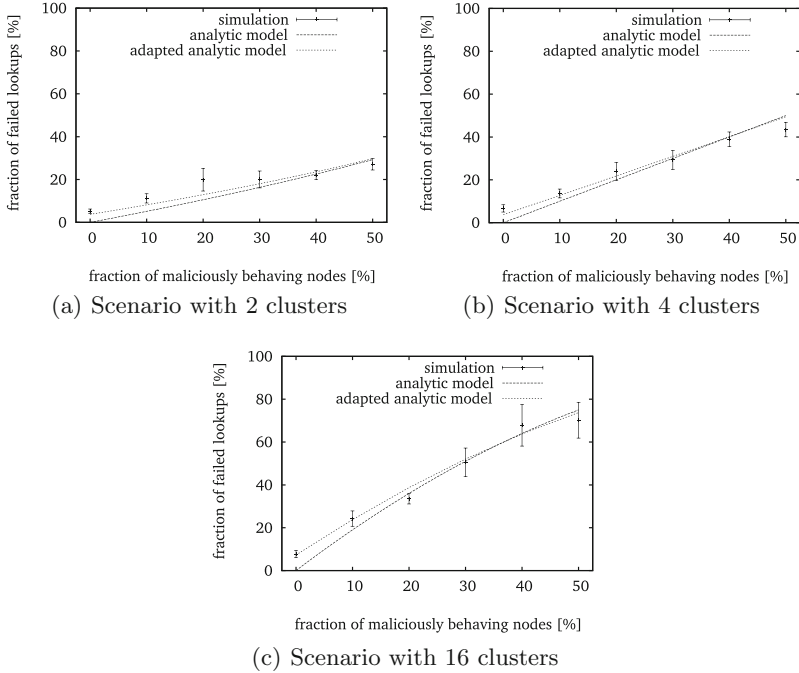 fraction of failed lookups [%]
100
80
60
40
20
0
simulation
analytic model
adapted analytic model
0 10 20 30 40 50
fraction of maliciously behaving nodes [%]
(a) Scenario with 2 clusters
fraction of failed lookups [%]
100
80
60
40
20
0
simulation
analytic model
adapted analytic model
0 10 20 30 40 50
fraction of maliciously behaving nodes [%]
(b) Scenario with 4 clusters
fraction of failed lookups [%]
100
80
60
40
20
0
simulation
analytic model
adapted analytic model
0 10 20 30 40 50
fraction of maliciously behaving nodes [%]
(c) Scenario with 16 clusters